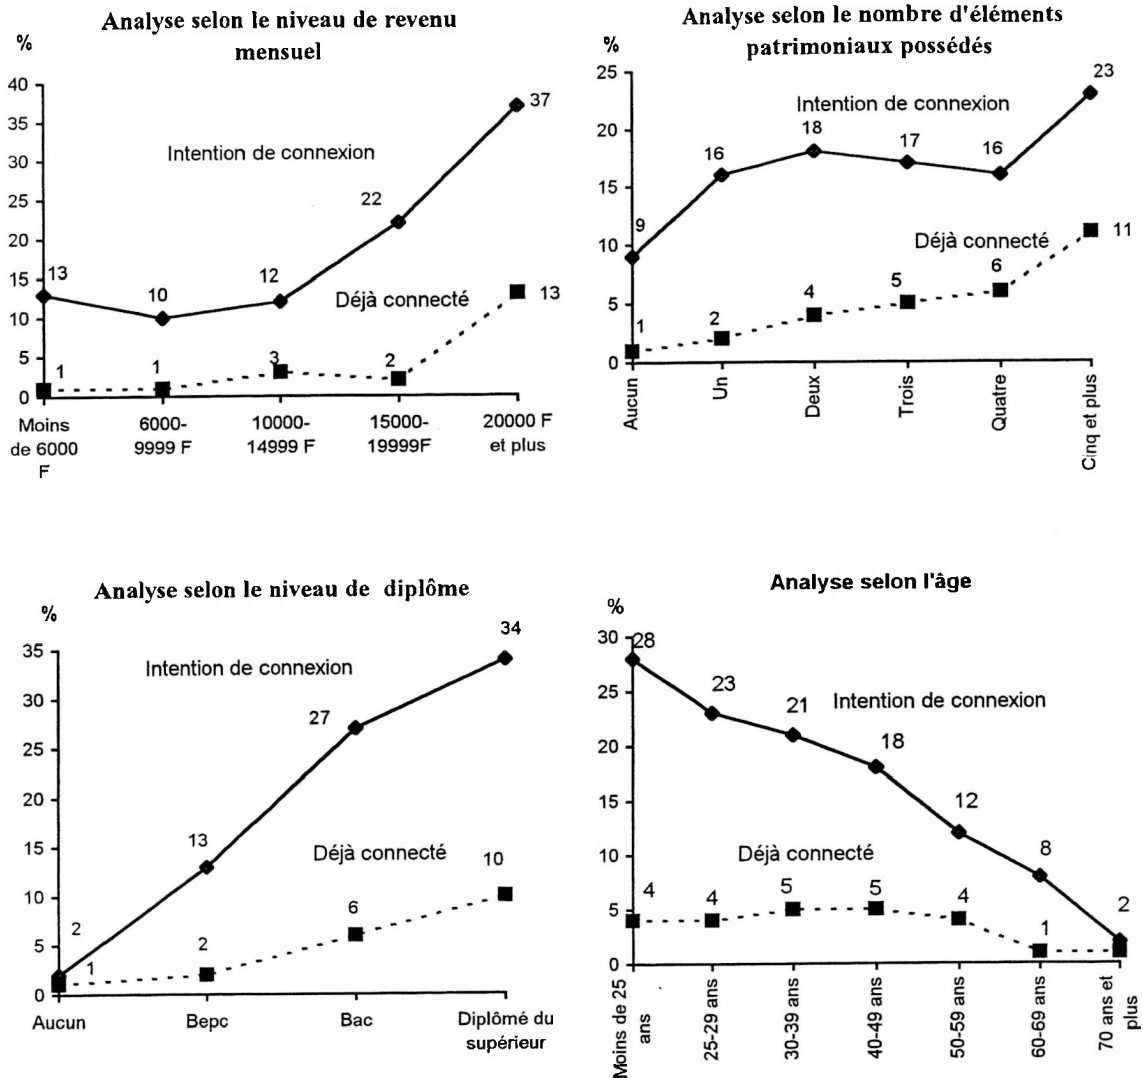 Analyse selon le niveau de revenu
mensuel
%
40
35
30
25
20
15
10
5
0
Intention de connexion
Déjà connecté
13
10
12
22
37
1
1
3
2
13
Moins
de 6000
F
6000-
9999 F
10000-
14999 F
15000-
19999F
20000 F
et plus
Analyse selon le nombre d'éléments
patrimoniaux possédés
%
25
20
15
10
5
0
Intention de connexion
Déjà connecté
9
16
18
17
16
23
1
2
4
5
6
11
Aucun
Un
Deux
Trois
Quatre
Cinq et plus
Analyse selon le niveau de diplôme
%
35
30
25
20
15
10
5
0
Intention de connexion
Déjà connecté
2
13
27
34
1
2
6
10
Aucun
Bepc
Bac
Diplômé du
supérieur
Analyse selon l'âge
%
30
25
20
15
10
5
0
Intention de connexion
Déjà connecté
28
23
21
18
12
8
2
4
4
5
5
4
1
Moins de 25
ans
25-29 ans
30-39 ans
40-49 ans
50-59 ans
60-69 ans
70 ans et
plus